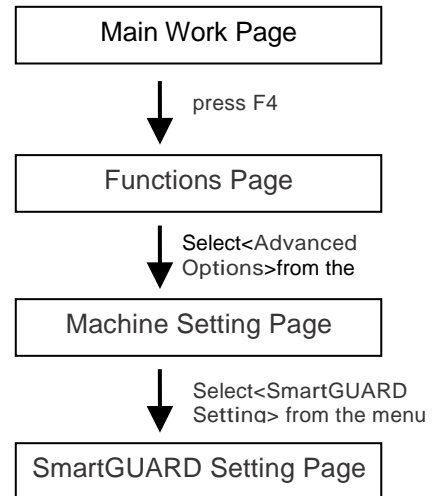 Main Work Page
press F4
Functions Page
Select<Advanced
Options>from the
Machine Setting Page
Select<SmartGUARD
Setting> from the menu
SmartGUARD Setting Page